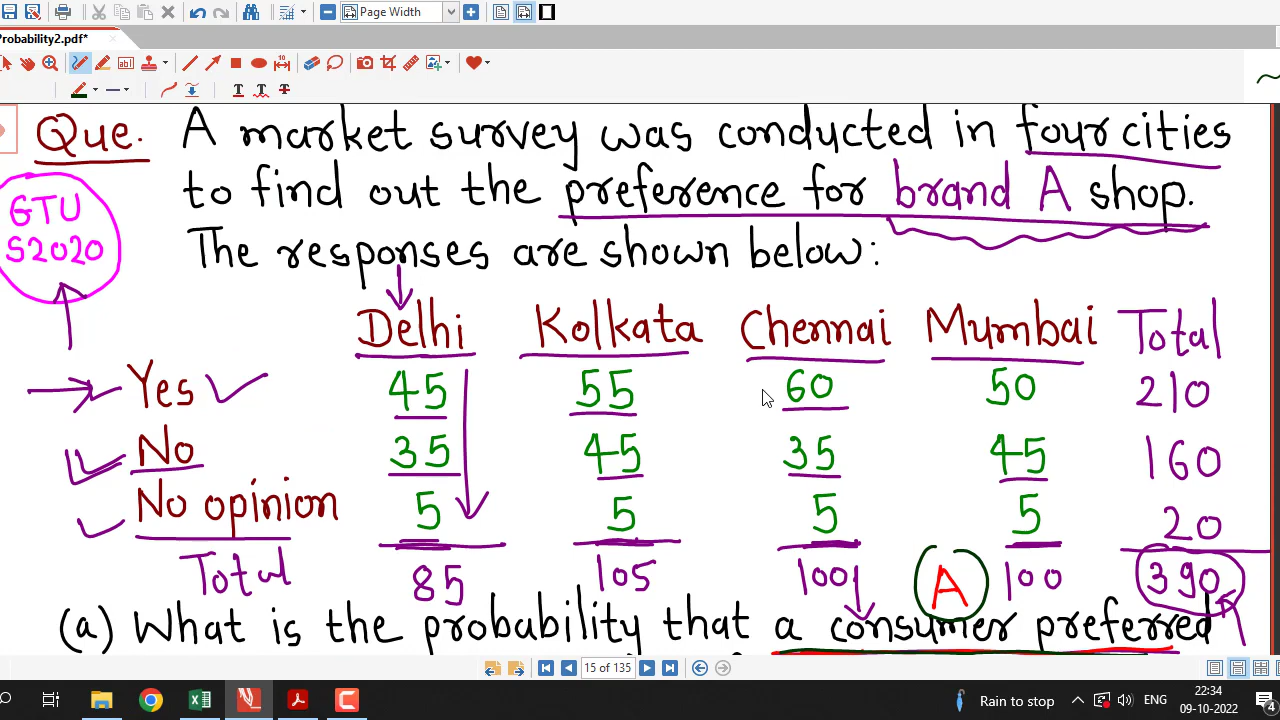 Page Width
Probability2.pdf*
Que. A market survey was conducted in four cities
to find out the preference for brand A shop.
GTU
S2020
The responses are shown below:
Delhi Kolkata Chennai Mumbai Total
Yes 45 55 60 50 210
No 35 45 35 45 160
No opinion 5 5 5 5 20
Total 85 105 100 100 390
A
(a) What is the probability that a consumer preferred
15 of 135
Rain to stop
ENG
22:34
09-10-2022
4